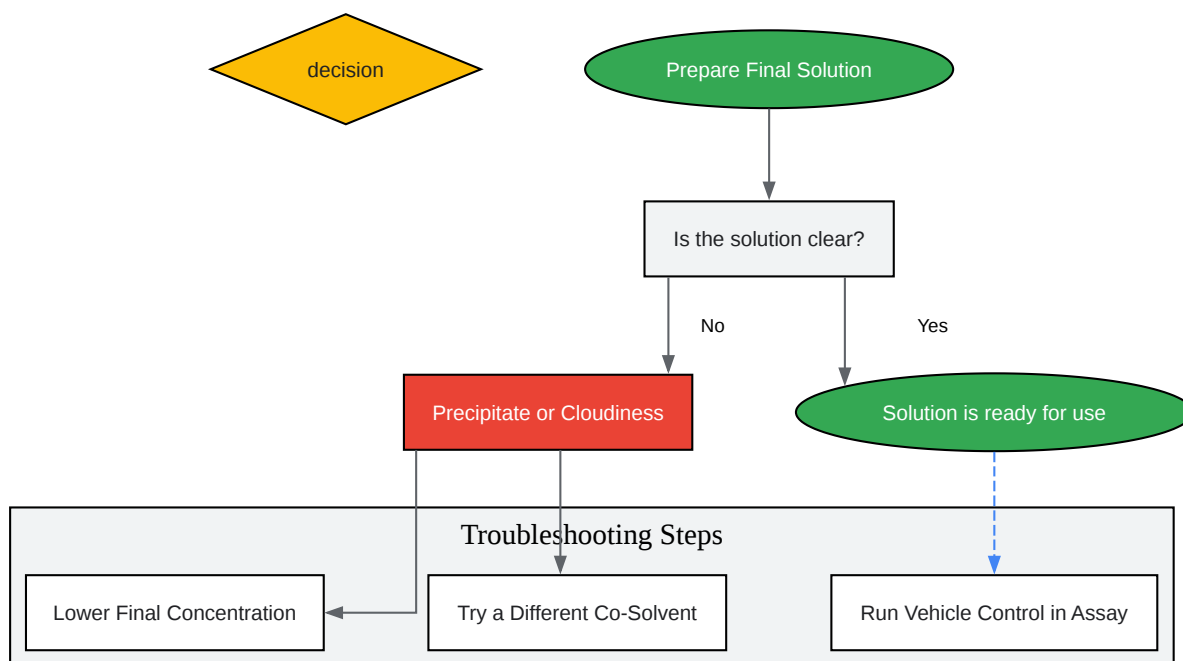 decision
Prepare Final Solution
Is the solution clear?
No
Yes
Precipitate or Cloudiness
Solution is ready for use
Troubleshooting Steps
Lower Final Concentration
Try a Different Co-Solvent
Run Vehicle Control in Assay